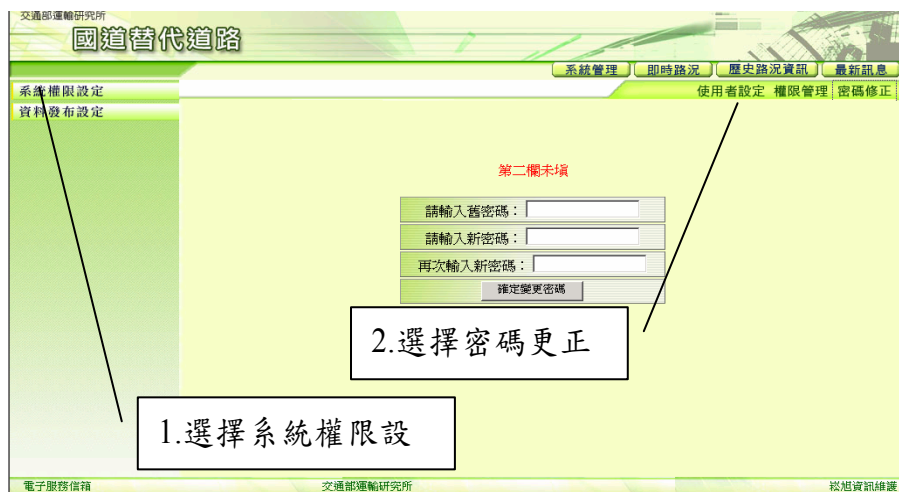 交通部運輸研究所
國道替代道路
系統管理 即時路況 歷史路況資訊 最新訊息
系統權限設定
使用者設定 權限管理 密碼修正
資料發布設定
第二欄未塡
請輸入舊密碼：
請輸入新密碼：
再次輸入新密碼：
確定變更密碼
2.選擇密碼更正
1.選擇系統權限設
電子服務信箱 交通部運輸研究所 崧旭資訊維護